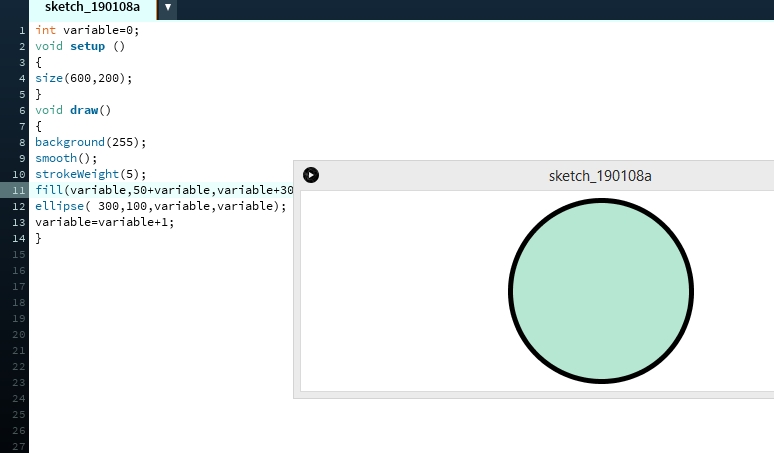 sketch_190108a ▼
1 int variable=0;
2 void setup ()
3 {
4 size(600,200);
5 }
6 void draw()
7 {
8 background(255);
9 smooth();
10 strokeWeight(5);
11 fill(variable,50+variable,variable+30
12 ellipse( 300,100,variable,variable);
13 variable=variable+1;
14 }
15
16
17
18
19
20
21
22
23
24
25
26
27
sketch_190108a